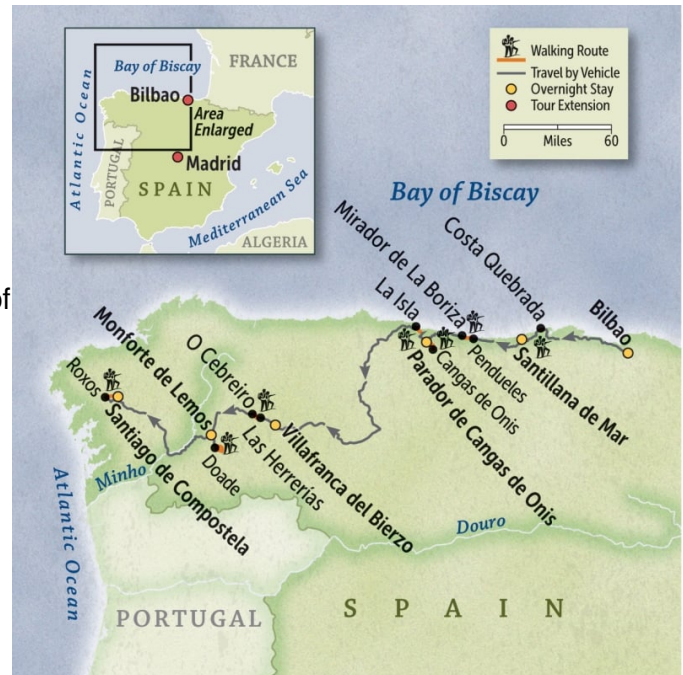 of
Bay of Biscay
FRANCE
Atlantic Ocean
Bilbao
Area
Enlarged
PORTUGAL
Madrid
SPAIN
Mediterranean Sea
ALGERIA
Walking Route
Travel by Vehicle
Overnight Stay
Tour Extension
0 60
Miles
Bay of Biscay
Mirador de La Boriza
Costa Quebrada
La Isla
Bilbao
Monforte de Lemos
O Cebreiro
Pendueles
Santillana de Mar
Cangas de Onis
Parador de Cangas de Onis
Roxos
Santiago de Compostela
Las Herrerías
Villafranca del Bierzo
Doade
Minho
Douro
Atlantic Ocean
PORTUGAL
SPAIN